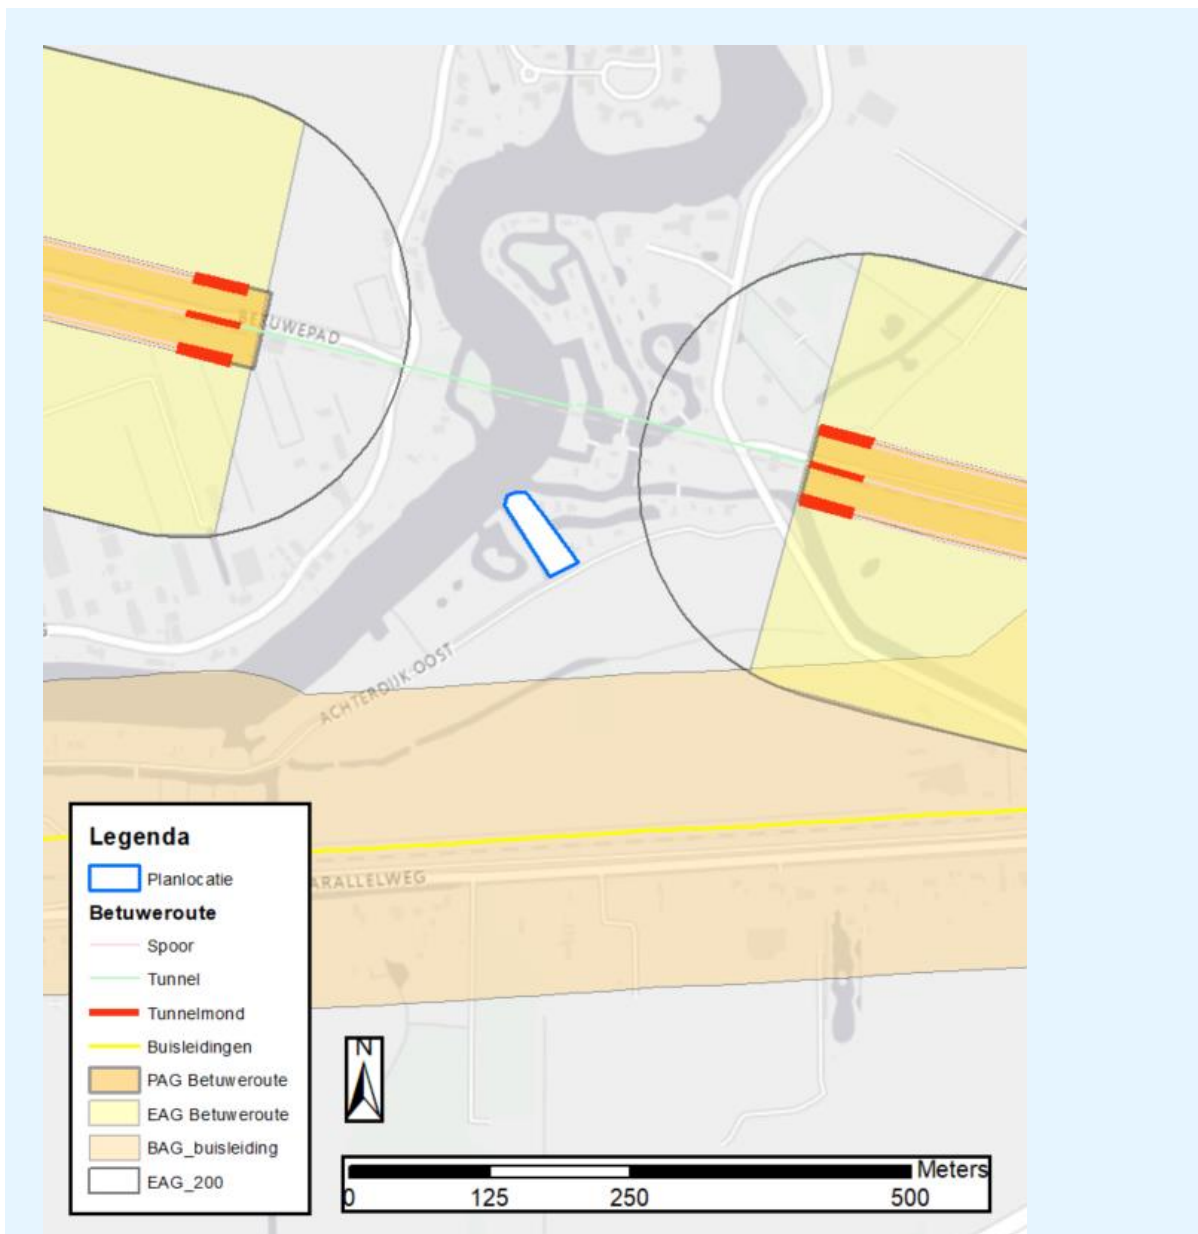 BETUWEPAD
ACHTERDIJK-OOST
ARALLELWEG
Legenda
Planlocatie
Betuweroute
Spoor
Tunnel
Tunnelmond
Buisleidingen
PAG Betuweroute
EAG Betuweroute
BAG_buisleiding
EAG_200
N
Meters
0 125 250 500